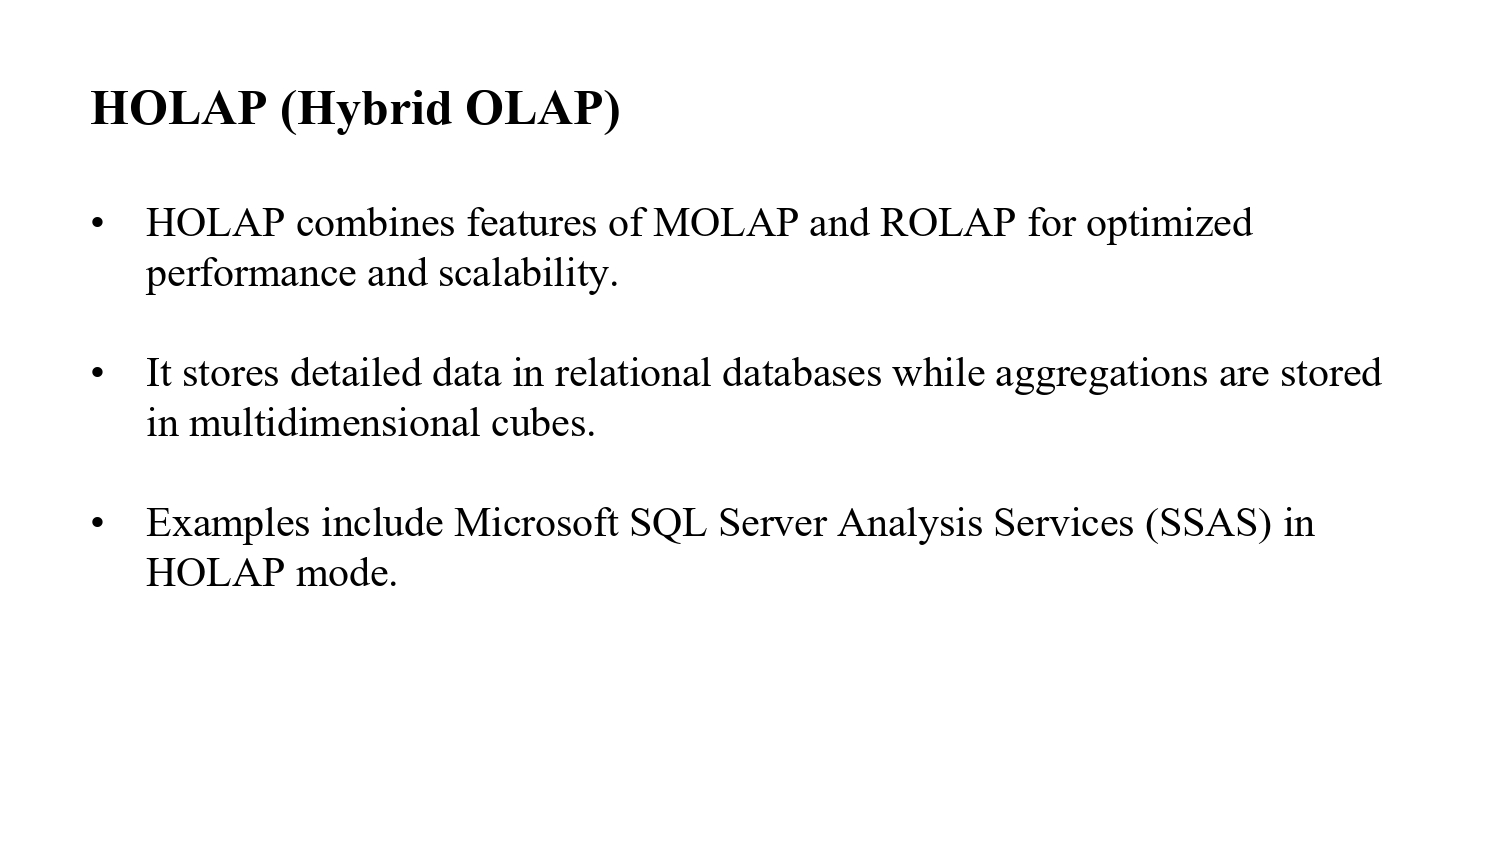 HOLAP (Hybrid OLAP)
• HOLAP combines features of MOLAP and ROLAP for optimized
performance and scalability.
• It stores detailed data in relational databases while aggregations are stored
in multidimensional cubes.
• Examples include Microsoft SQL Server Analysis Services (SSAS) in
HOLAP mode.